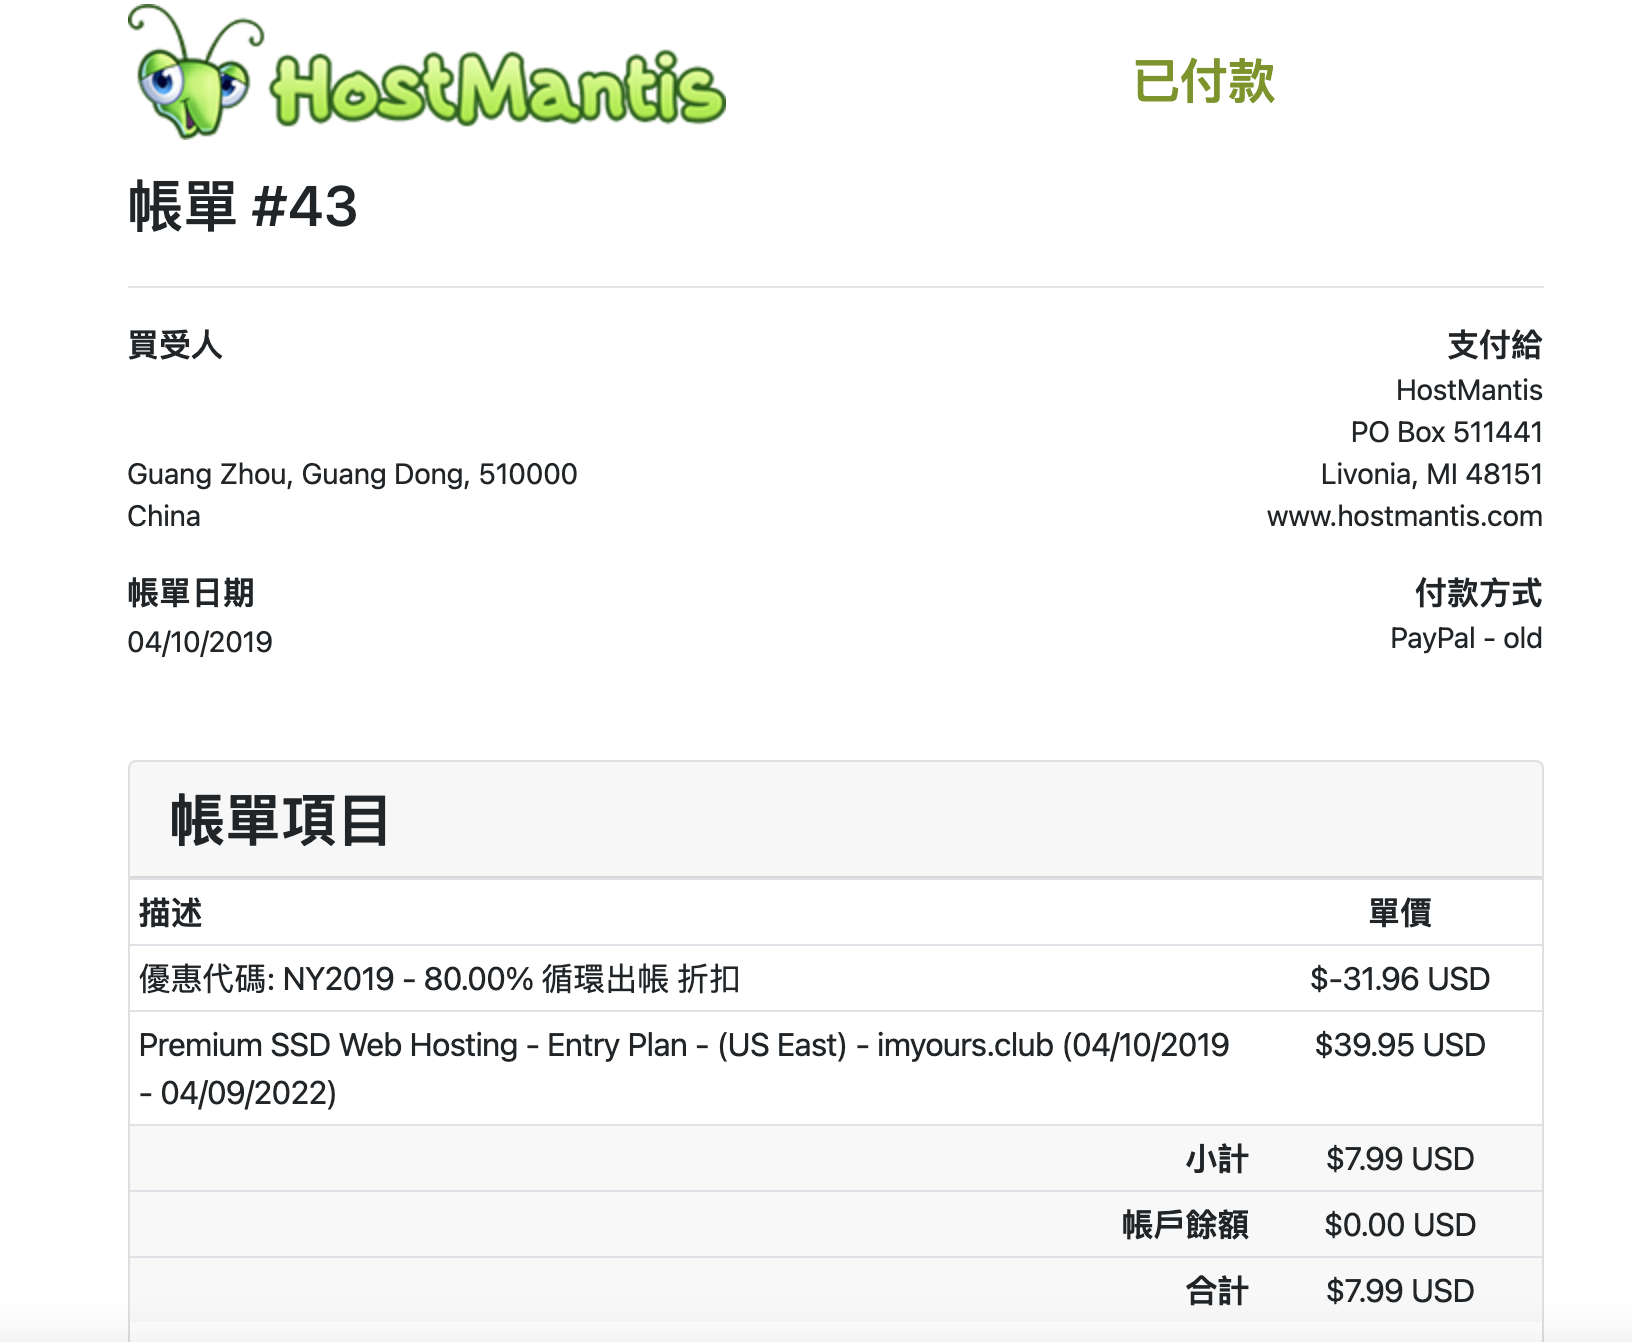 HostMantis
已付款
帳單 #43
買受人
Guang Zhou, Guang Dong, 510000
China
支付給
HostMantis
PO Box 511441
Livonia, MI 48151
www.hostmantis.com
帳單日期
04/10/2019
付款方式
PayPal - old
帳單項目
描述 單價
優惠代碼: NY2019 - 80.00% 循環出帳 折扣 $-31.96 USD
Premium SSD Web Hosting - Entry Plan - (US East) - imyours.club (04/10/2019 $39.95 USD
- 04/09/2022)
小計 $7.99 USD
帳戶餘額 $0.00 USD
合計 $7.99 USD